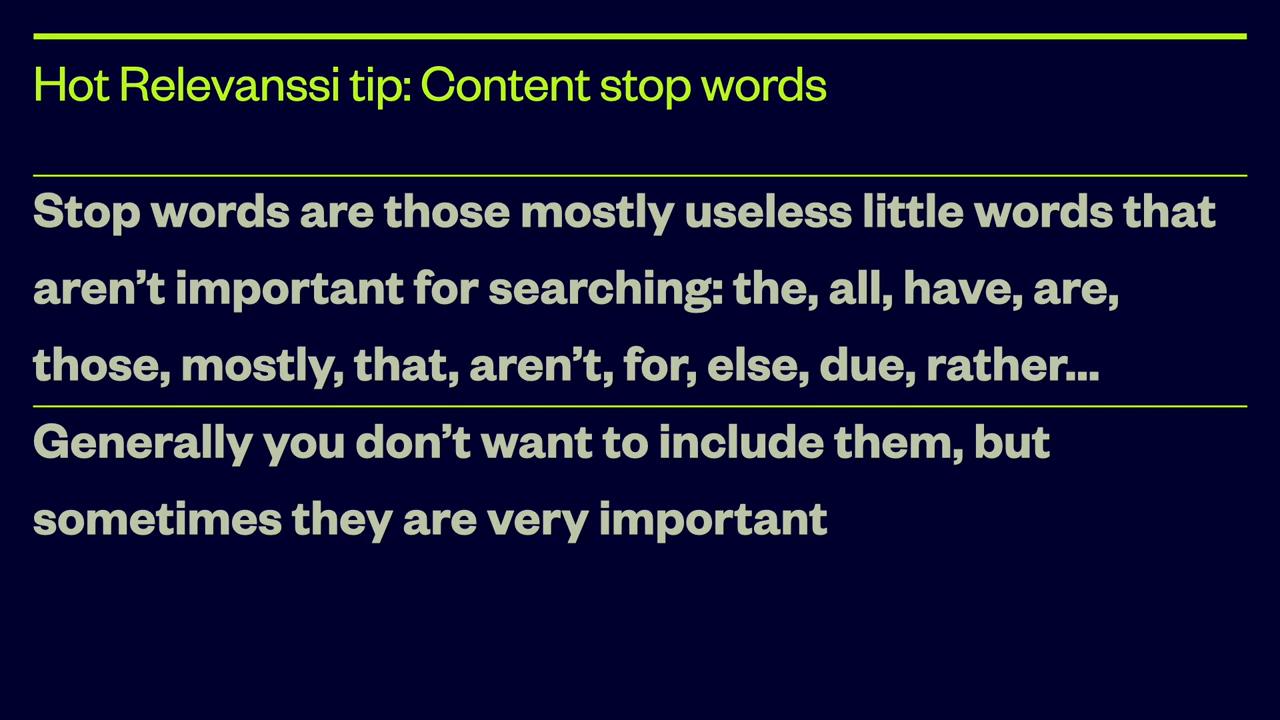 Hot Relevanssi tip: Content stop words
Stop words are those mostly useless little words that
aren’t important for searching: the, all, have, are,
those, mostly, that, aren’t, for, else, due, rather…
Generally you don’t want to include them, but
sometimes they are very important